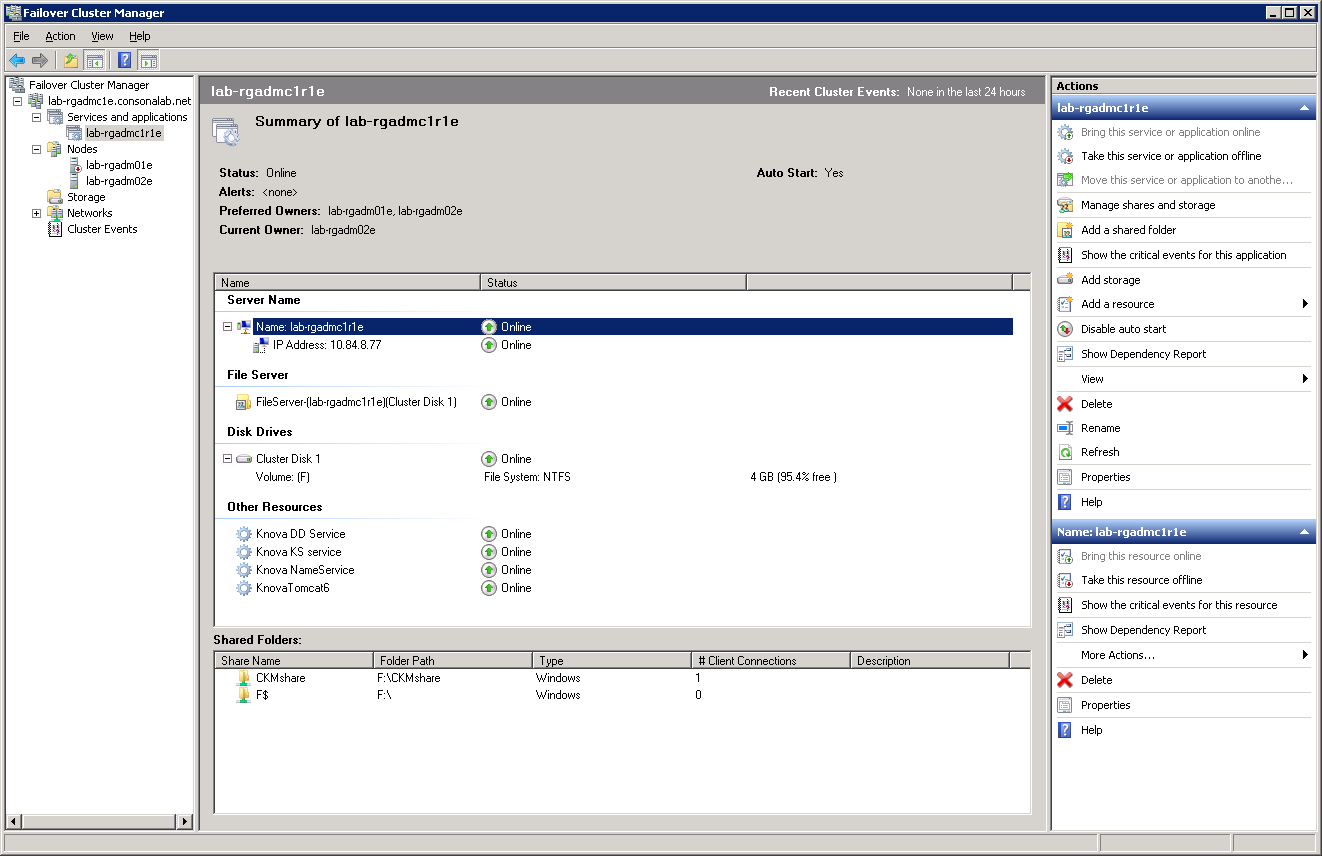 Failover Cluster Manager
File Action View Help
Failover Cluster Manager
lab-rgadmc1e.consonalab.net
Services and applications
lab-rgadmc1r1e
Nodes
lab-rgadm01e
lab-rgadm02e
Storage
Networks
Cluster Events
lab-rgadmc1r1e Recent Cluster Events: None in the last 24 hours
Summary of lab-rgadmc1r1e
Status: Online Auto Start: Yes
Alerts: <none>
Preferred Owners: lab-rgadm01e, lab-rgadm02e
Current Owner: lab-rgadm02e
Name Status
Server Name
Name: lab-rgadmc1r1e Online
IP Address: 10.84.8.77 Online
File Server
FileServer-(lab-rgadmc1r1e)(Cluster Disk 1) Online
Disk Drives
Cluster Disk 1 Online
Volume: (F) File System: NTFS 4 GB (95.4% free )
Other Resources
Knova DD Service Online
Knova KS service Online
Knova NameService Online
KnovaTomcat6 Online
Shared Folders:
Share Name Folder Path Type # Client Connections Description
CKMshare F:\CKMshare Windows 1
F$ F:\ Windows 0
Actions
lab-rgadmc1r1e
Bring this service or application online
Take this service or application offline
Move this service or application to anothe...
Manage shares and storage
Add a shared folder
Show the critical events for this application
Add storage
Add a resource
Disable auto start
Show Dependency Report
View
Delete
Rename
Refresh
Properties
Help
Name: lab-rgadmc1r1e
Bring this resource online
Take this resource offline
Show the critical events for this resource
Show Dependency Report
More Actions...
Delete
Properties
Help